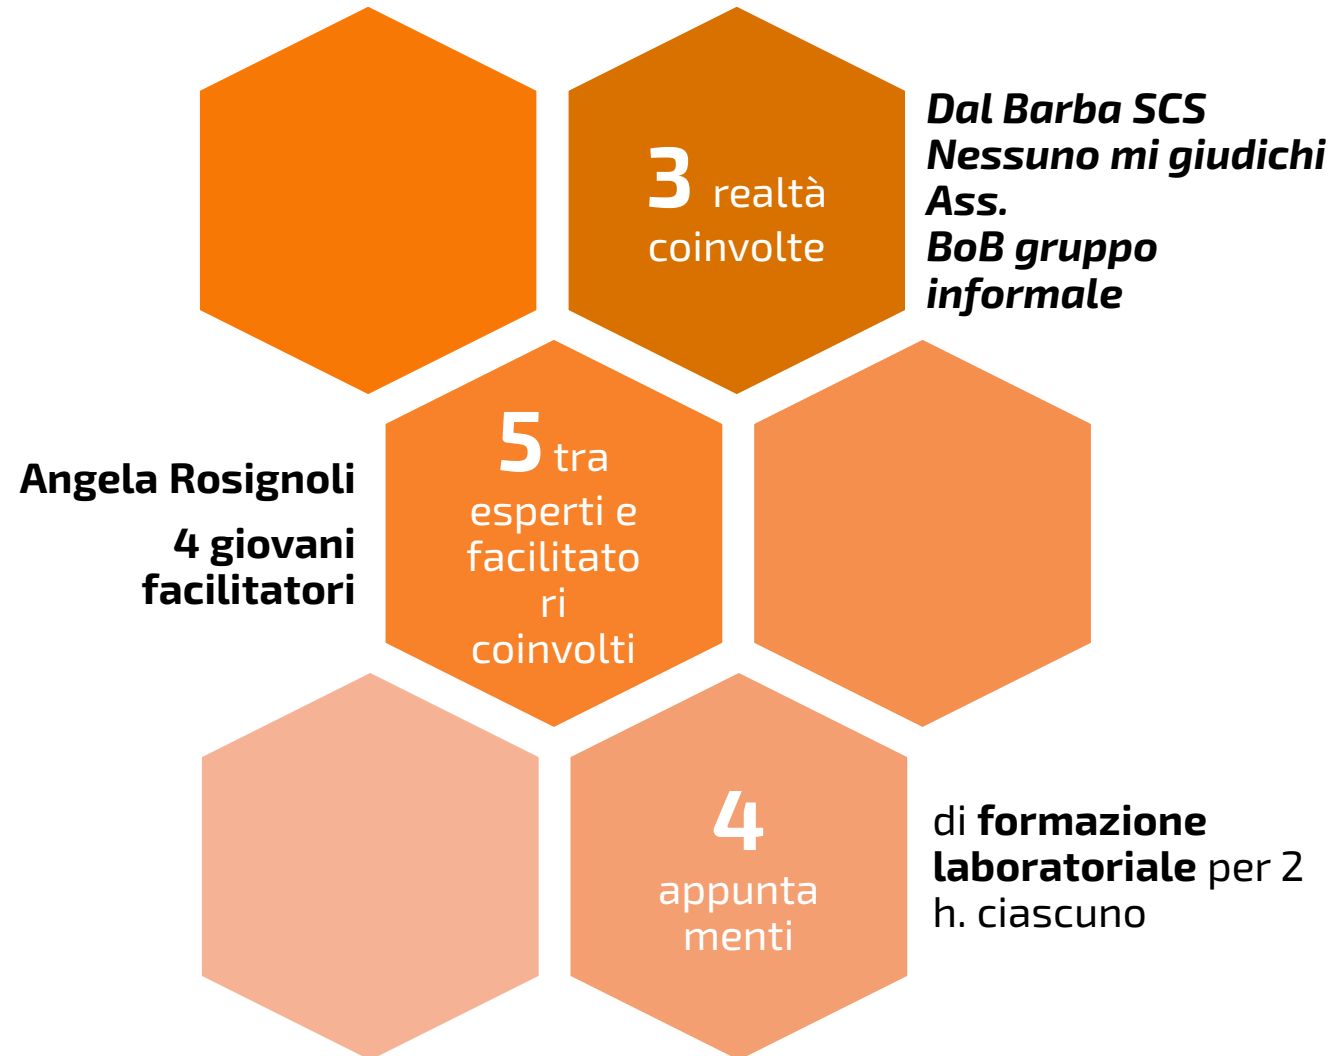 3 realtà
coinvolte
Dal Barba SCS
Nessuno mi giudichi
Ass.
BoB gruppo
informale
Angela Rosignoli
4 giovani
facilitatori
5 tra
esperti e
facilitato
ri
coinvolti
4
appunta
menti
di formazione
laboratoriale per 2
h. ciascuno